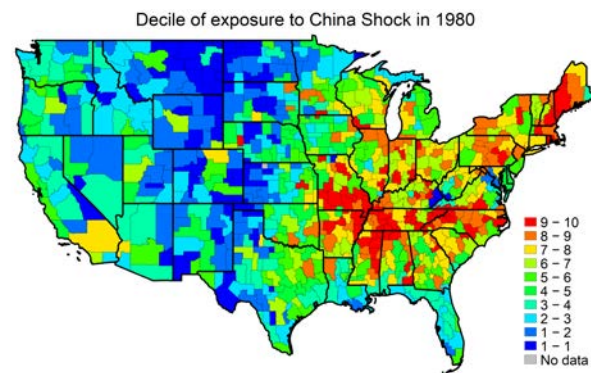 Decile of exposure to China Shock in 1980
9 – 10
8 – 9
7 – 8
6 – 7
5 – 6
4 – 5
3 – 4
2 – 3
1 – 2
1 – 1
No data